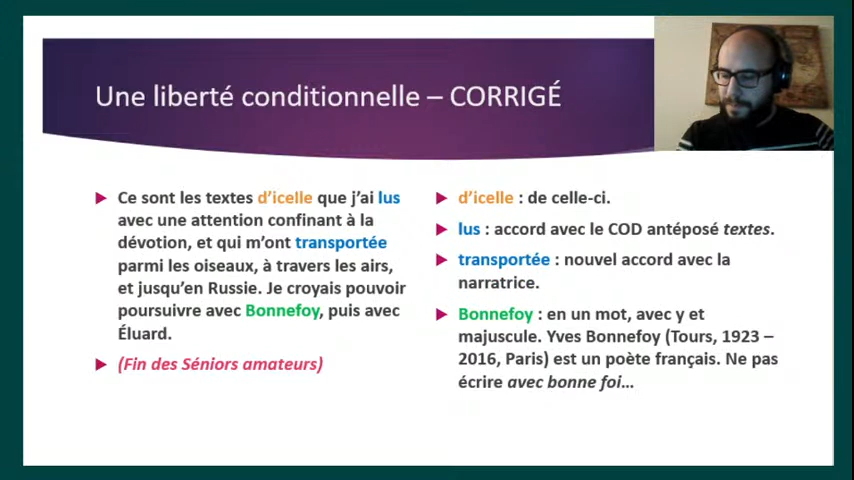 Une liberté conditionnelle – CORRIGÉ
Ce sont les textes d’icelle que j’ai lus
avec une attention confinant à la
dévotion, et qui m’ont transportée
parmi les oiseaux, à travers les airs,
et jusqu’en Russie. Je croyais pouvoir
poursuivre avec Bonnefoy, puis avec
Éluard.
(Fin des Séniors amateurs)
d’icelle : de celle-ci.
lus : accord avec le COD antéposé textes.
transportée : nouvel accord avec la
narratrice.
Bonnefoy : en un mot, avec y et
majuscule. Yves Bonnefoy (Tours, 1923 –
2016, Paris) est un poète français. Ne pas
écrire avec bonne foi…